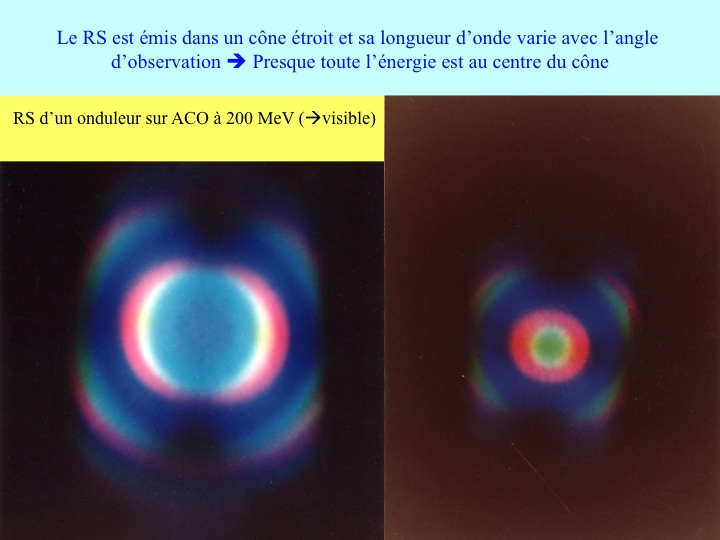 Le RS est émis dans un cône étroit et sa longueur d’onde varie avec l’angle
d’observation ➔ Presque toute l’énergie est au centre du cône
RS d’un onduleur sur ACO à 200 MeV (→visible)